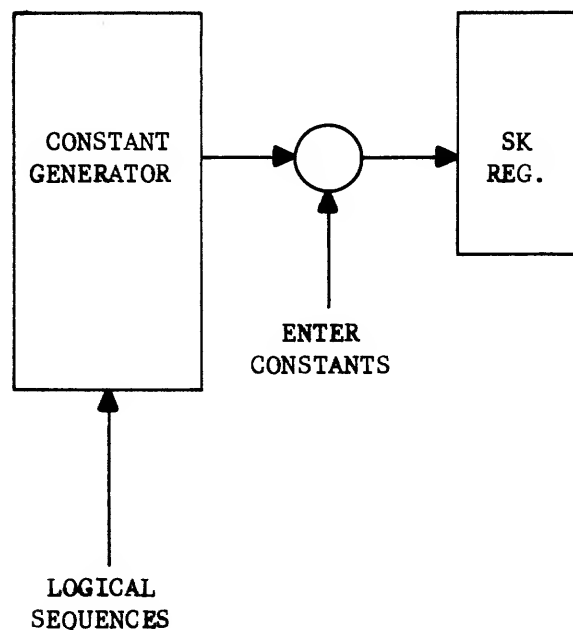 CONSTANT
GENERATOR
SK
REG.
ENTER
CONSTANTS
LOGICAL
SEQUENCES